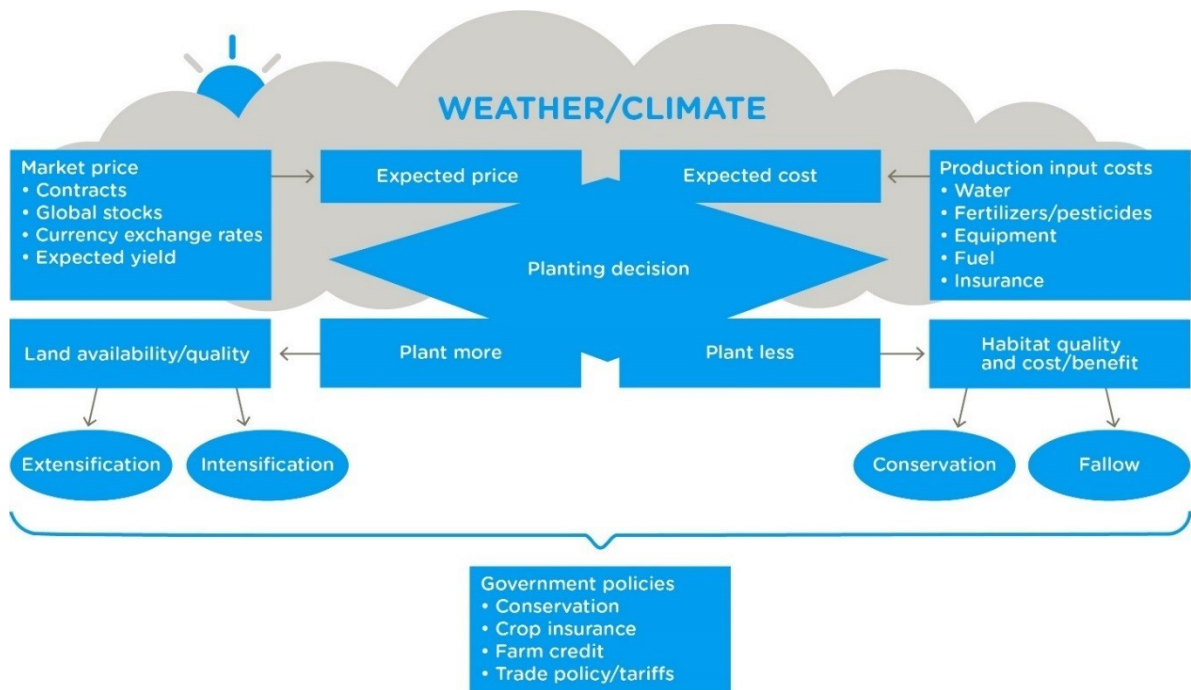 WEATHER/CLIMATE
Market price
• Contracts
• Global stocks
• Currency exchange rates
• Expected yield
Expected price
Expected cost
Production input costs
• Water
• Fertilizers/pesticides
• Equipment
• Fuel
• Insurance
Planting decision
Land availability/quality
Plant more
Plant less
Habitat quality
and cost/benefit
Extensification
Intensification
Conservation
Fallow
Government policies
• Conservation
• Crop insurance
• Farm credit
• Trade policy/tariffs